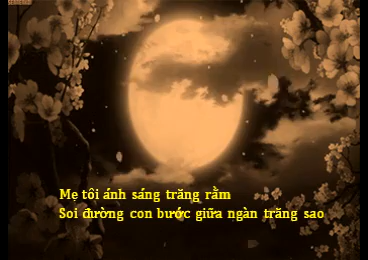 Mẹ tôi ánh sáng trăng rằm
Soi đường con bước giữa ngàn trăng sao